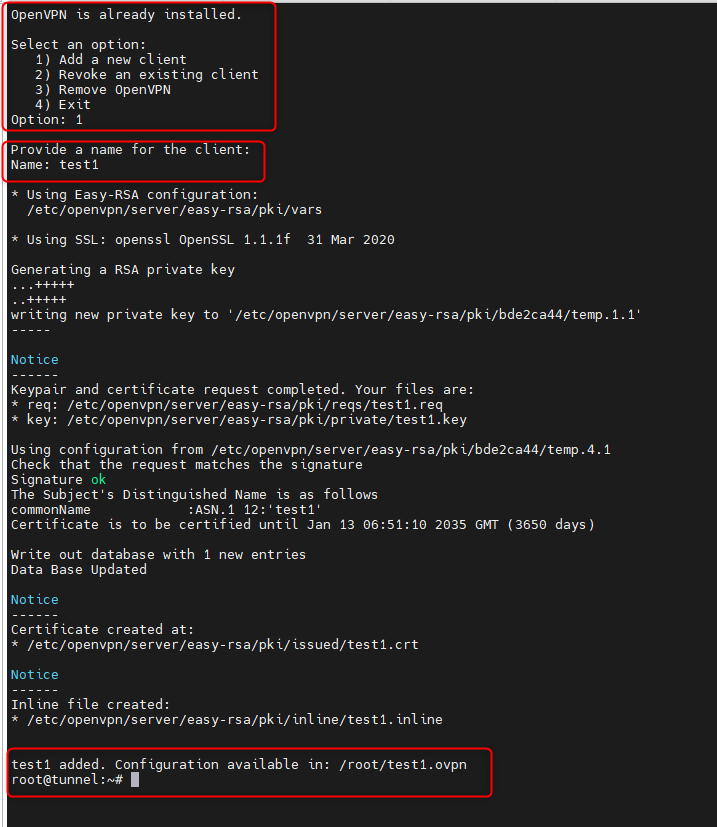 OpenVPN is already installed.
Select an option:
1) Add a new client
2) Revoke an existing client
3) Remove OpenVPN
4) Exit
Option: 1
Provide a name for the client:
Name: test1
* Using Easy-RSA configuration:
/etc/openvpn/server/easy-rsa/pki/vars
* Using SSL: openssl OpenSSL 1.1.1f  31 Mar 2020
Generating a RSA private key
...+++++
..+++++
writing new private key to '/etc/openvpn/server/easy-rsa/pki/bde2ca44/temp.1.1'
-----
Notice
------
Keypair and certificate request completed. Your files are:
* req: /etc/openvpn/server/easy-rsa/pki/reqs/test1.req
* key: /etc/openvpn/server/easy-rsa/pki/private/test1.key
Using configuration from /etc/openvpn/server/easy-rsa/pki/bde2ca44/temp.4.1
Check that the request matches the signature
Signature ok
The Subject's Distinguished Name is as follows
commonName            :ASN.1 12:'test1'
Certificate is to be certified until Jan 13 06:51:10 2035 GMT (3650 days)
Write out database with 1 new entries
Data Base Updated
Notice
------
Certificate created at:
* /etc/openvpn/server/easy-rsa/pki/issued/test1.crt
Notice
------
Inline file created:
* /etc/openvpn/server/easy-rsa/pki/inline/test1.inline
test1 added. Configuration available in: /root/test1.ovpn
root@tunnel:~#